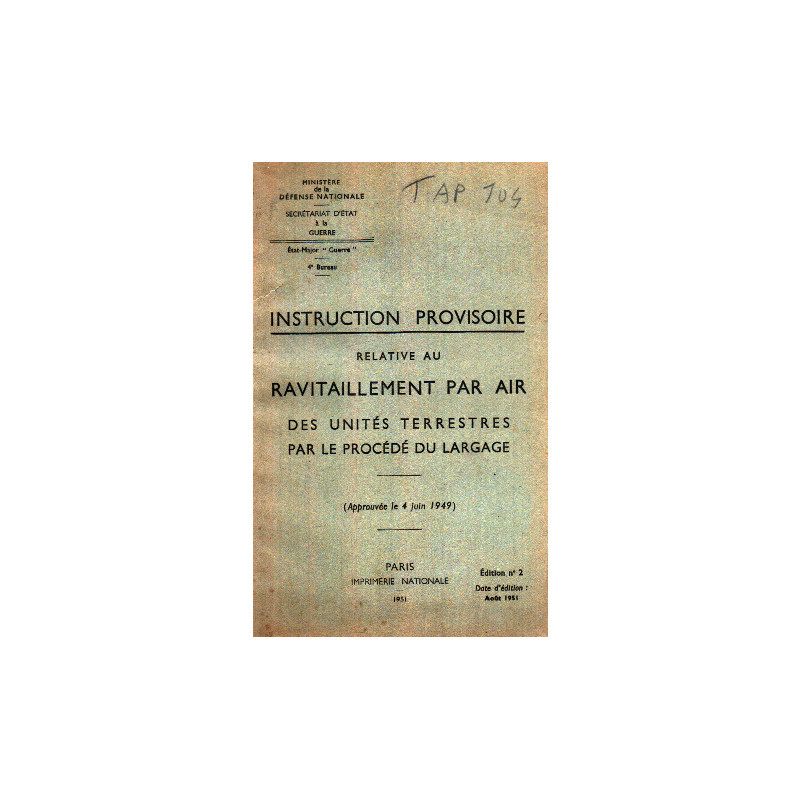 MINISTÈRE
de la
DÉFENSE NATIONALE
SECRÉTARIAT D'ÉTAT
à la
GUERRE
État-Major "Guerre"
4e Bureau
TAP 104
INSTRUCTION PROVISOIRE
RELATIVE AU
RAVITAILLEMENT PAR AIR
DES UNITÉS TERRESTRES
PAR LE PROCÉDÉ DU LARGAGE
(Approuvée le 4 juin 1949)
PARIS
IMPRIMERIE NATIONALE
1951
Édition n° 2
Date d'édition :
Août 1951